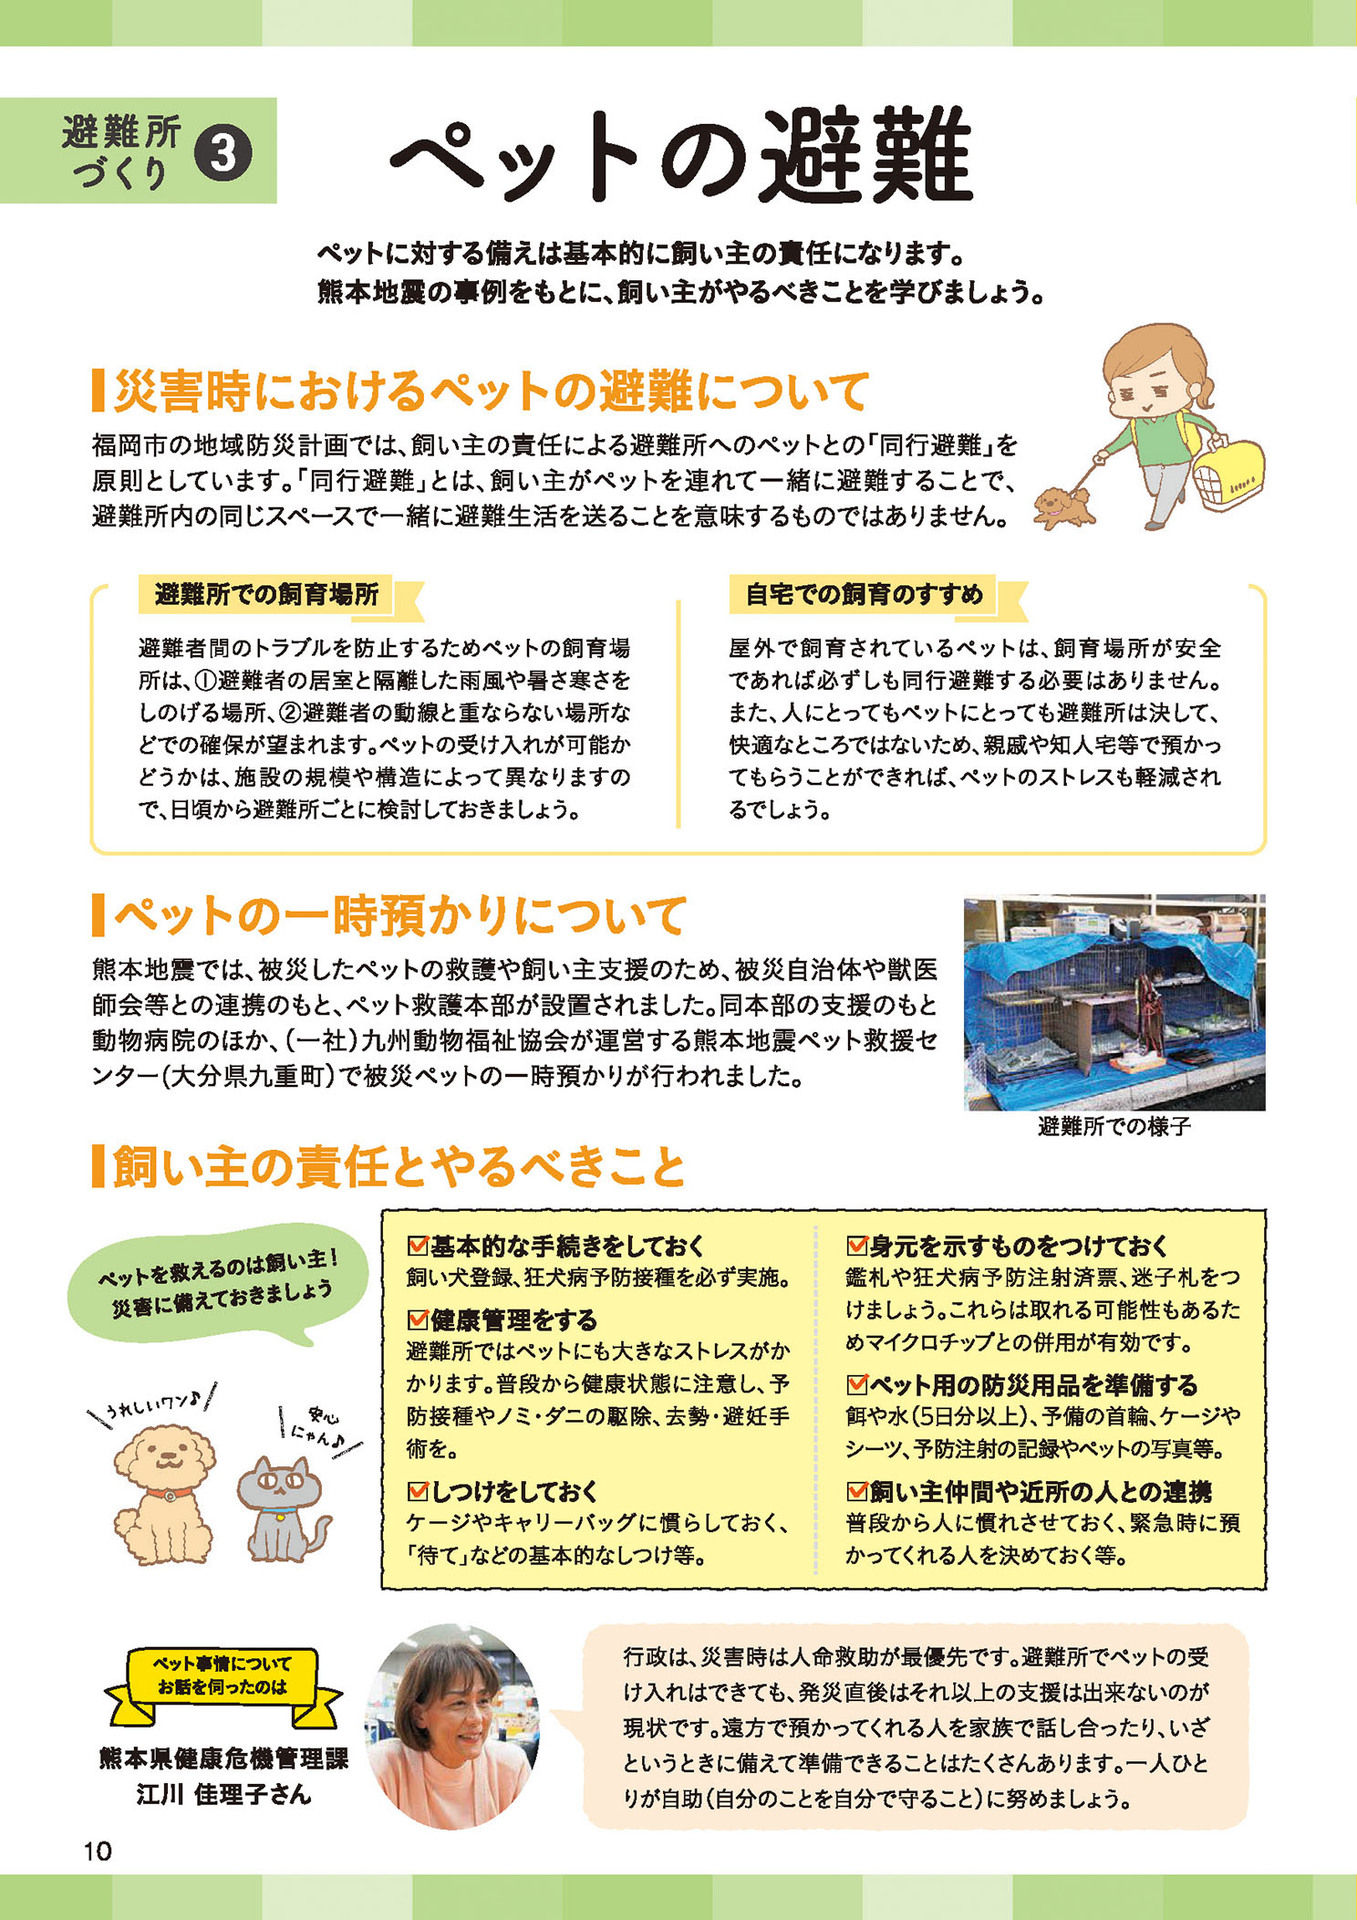 避難所
づくり
3
ペットの避難
ペットに対する備えは基本的に飼い主の責任になります。
熊本地震の事例をもとに、飼い主がやるべきことを学びましょう。
災害時におけるペットの避難について
福岡市の地域防災計画では、飼い主の責任による避難所へのペットとの「同行避難」を
原則としています。「同行避難」とは、飼い主がペットを連れて一緒に避難することで、
避難所内の同じスペースで一緒に避難生活を送ることを意味するものではありません。
避難所での飼育場所
避難者間のトラブルを防止するためペットの飼育場
所は、①避難者の居室と隔離した雨風や暑さ寒さを
しのげる場所、②避難者の動線と重ならない場所な
どでの確保が望まれます。ペットの受け入れが可能か
どうかは、施設の規模や構造によって異なりますの
で、日頃から避難所ごとに検討しておきましょう。
自宅での飼育のすすめ
屋外で飼育されているペットは、飼育場所が安全
であれば必ずしも同行避難する必要はありません。
また、人にとってもペットにとっても避難所は決して、
快適なところではないため、親戚や知人宅等で預かっ
てもらうことができれば、ペットのストレスも軽減され
るでしょう。
ペットの一時預かりについて
熊本地震では、被災したペットの救護や飼い主支援のため、被災自治体や獣医
師会等との連携のもと、ペット救護本部が設置されました。同本部の支援のもと
動物病院のほか、(一社)九州動物福祉協会が運営する熊本地震ペット救援セ
ンター(大分県九重町)で被災ペットの一時預かりが行われました。
避難所での様子
飼い主の責任とやるべきこと
ペットを救えるのは飼い主!
災害に備えておきましょう
うれしいワン♪
安心
にゃん♪
☑基本的な手続きをしておく
飼い犬登録、狂犬病予防接種を必ず実施。
☑健康管理をする
避難所ではペットにも大きなストレスがか
かります。普段から健康状態に注意し、予
防接種やノミ・ダニの駆除、去勢・避妊手
術を。
☑しつけをしておく
ケージやキャリーバッグに慣らしておく、
「待て」などの基本的なしつけ等。
☑身元を示すものをつけておく
鑑札や狂犬病予防注射済票、迷子札をつ
けましょう。これらは取れる可能性もあるた
めマイクロチップとの併用が有効です。
☑ペット用の防災用品を準備する
餌や水(5日分以上)、予備の首輪、ケージや
シーツ、予防注射の記録やペットの写真等。
☑飼い主仲間や近所の人との連携
普段から人に慣れさせておく、緊急時に預
かってくれる人を決めておく等。
ペット事情について
お話を伺ったのは
熊本県健康危機管理課
江川 佳理子さん
行政は、災害時は人命救助が最優先です。避難所でペットの受
け入れはできても、発災直後はそれ以上の支援は出来ないのが
現状です。遠方で預かってくれる人を家族で話し合ったり、いざ
というときに備えて準備できることはたくさんあります。一人ひと
りが自助(自分のことを自分で守ること)に努めましょう。
10